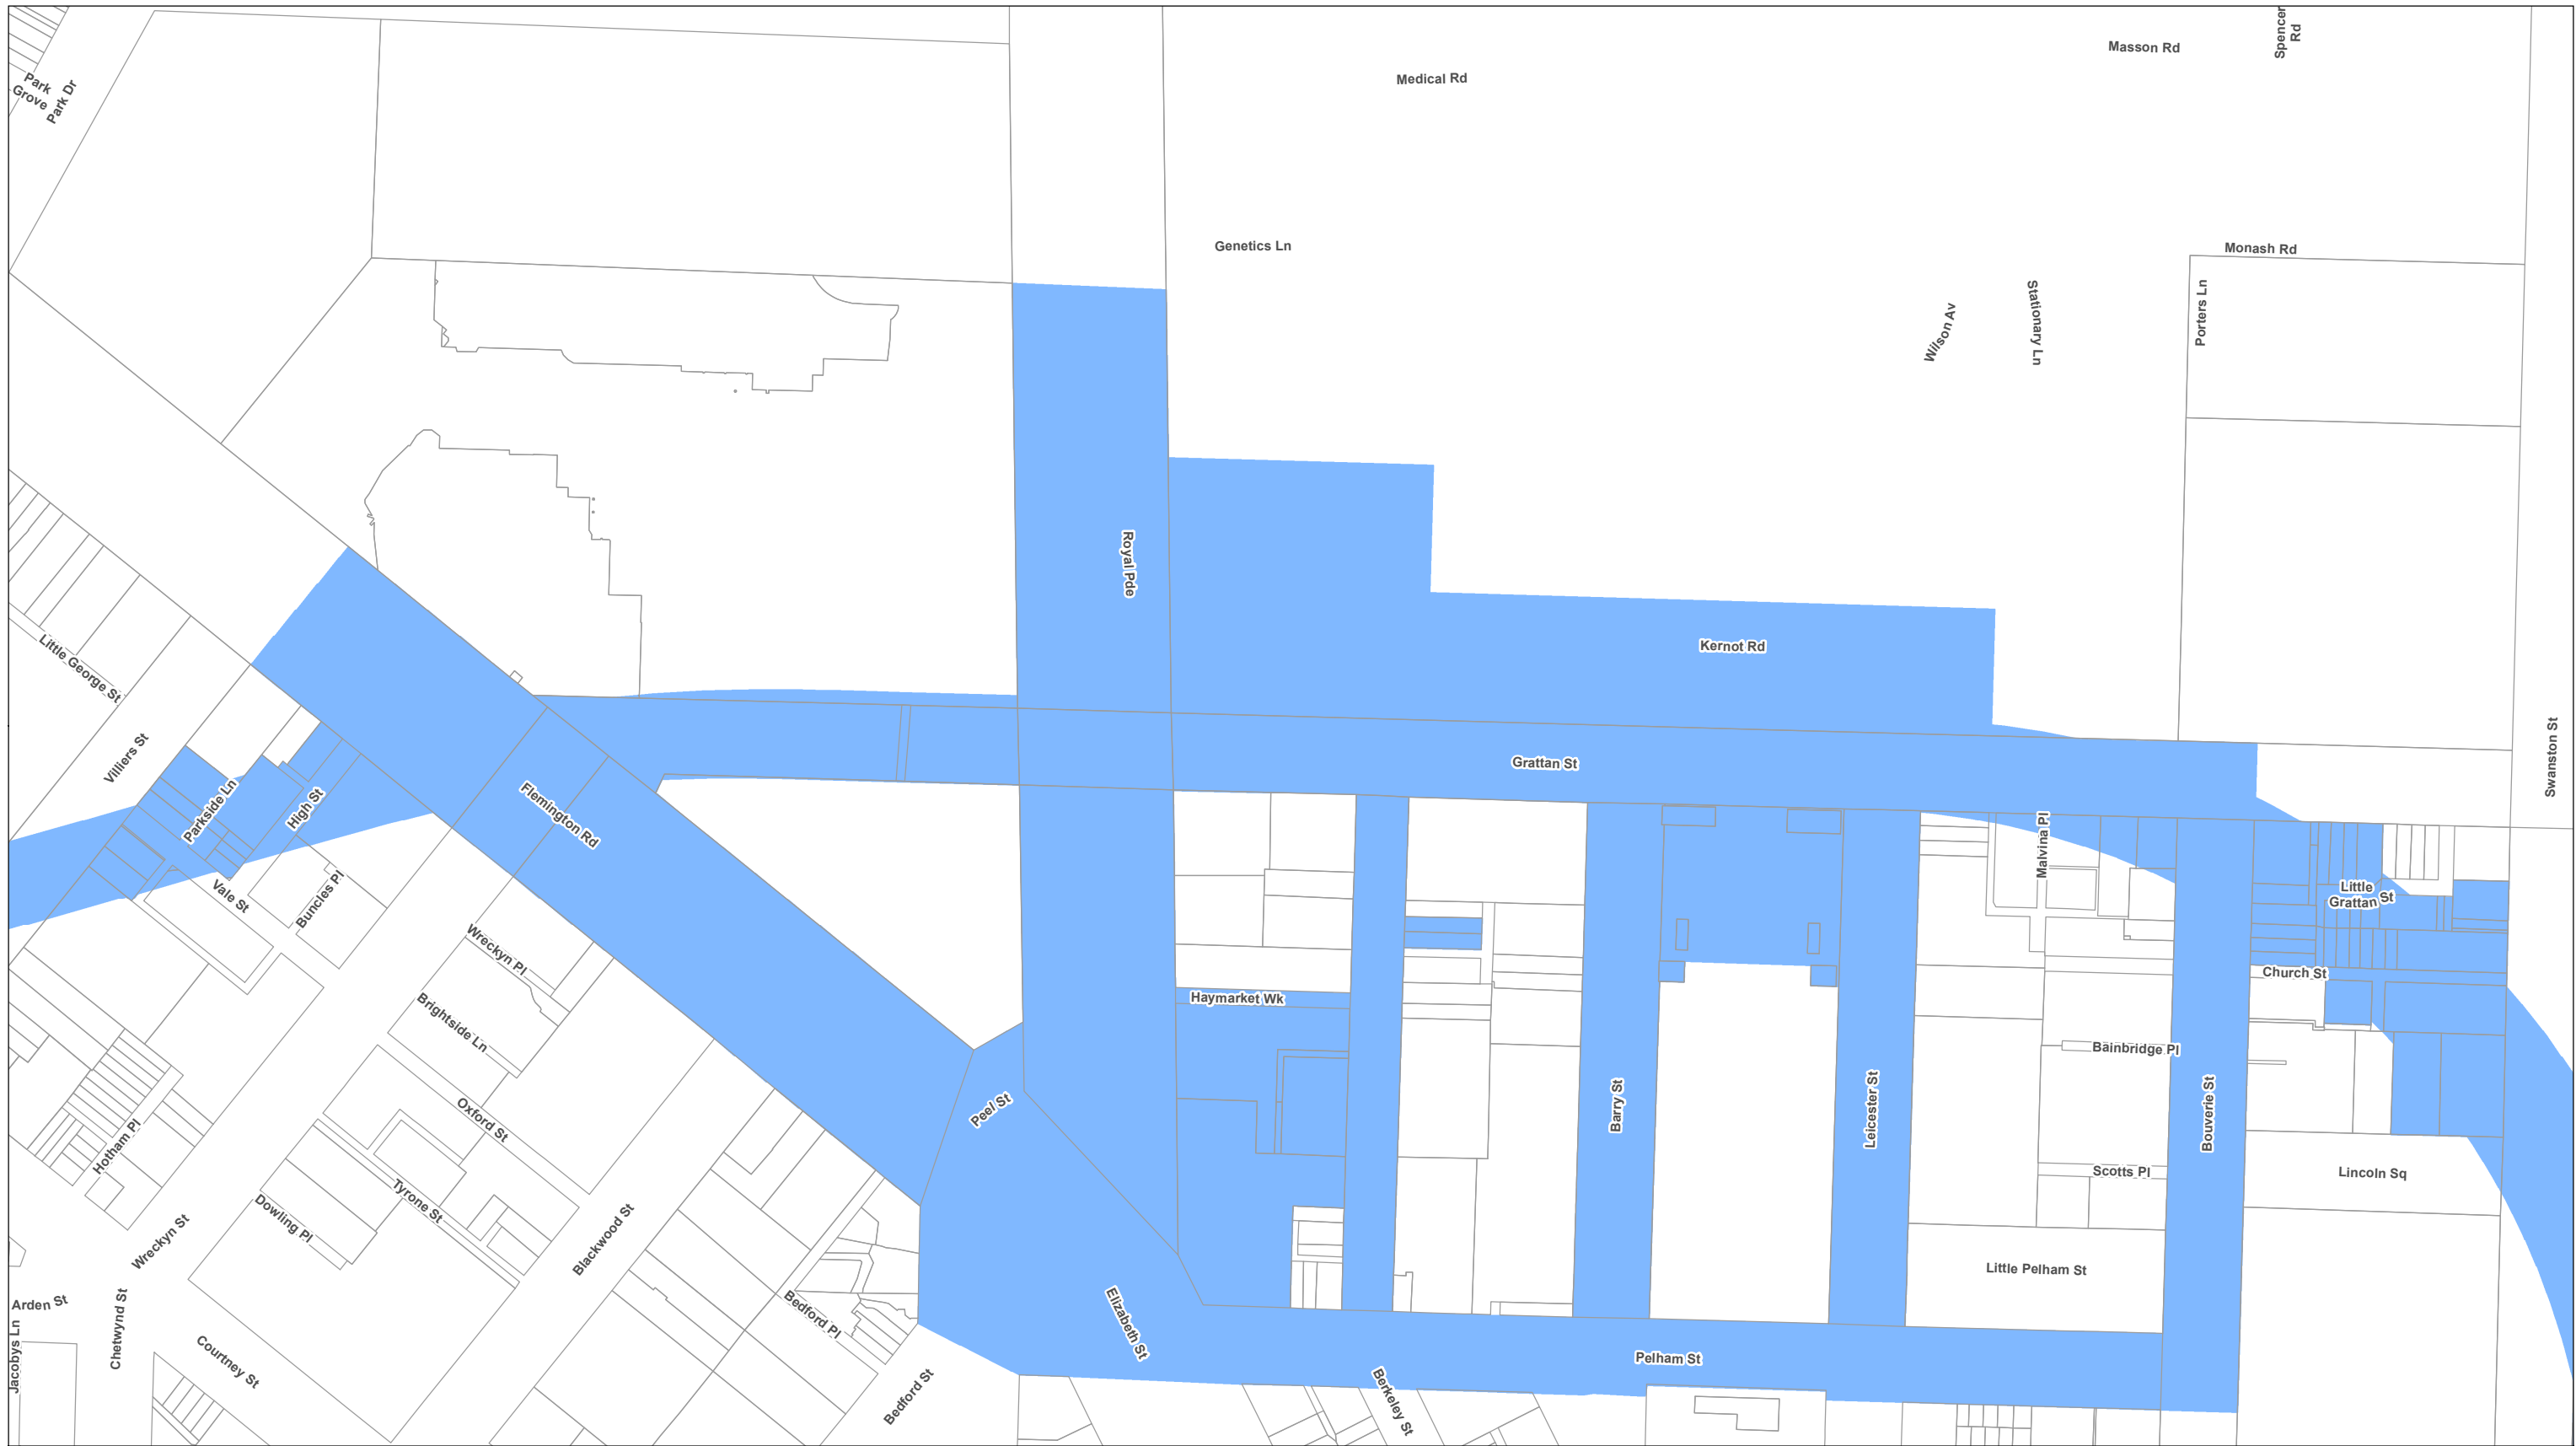 Spencer
Rd
Masson Rd
Medical Rd
Park
Grove
Park Dr
Genetics Ln
Monash Rd
Porters Ln
Stationary Ln
Wilson Av
Royal Pde
Kernot Rd
Little George St
Villiers St
Swanston St
Grattan St
Parkside Ln
High St
Flemington Rd
Malvina Pl
Vale St
Buncles Pl
Little
Grattan St
Wreckyn Pl
Church St
Haymarket Wk
Brightside Ln
Bainbridge Pl
Peel St
Barry St
Leicester St
Bouverie St
Oxford St
Hotham Pl
Scotts Pl
Lincoln Sq
Tyrone St
Dowling Pl
Wreckyn St
Blackwood St
Little Pelham St
Arden St
Chetwynd St
Bedford Pl
Elizabeth St
Jacobys Ln
Courtney St
Pelham St
Bedford St
Berkeley St